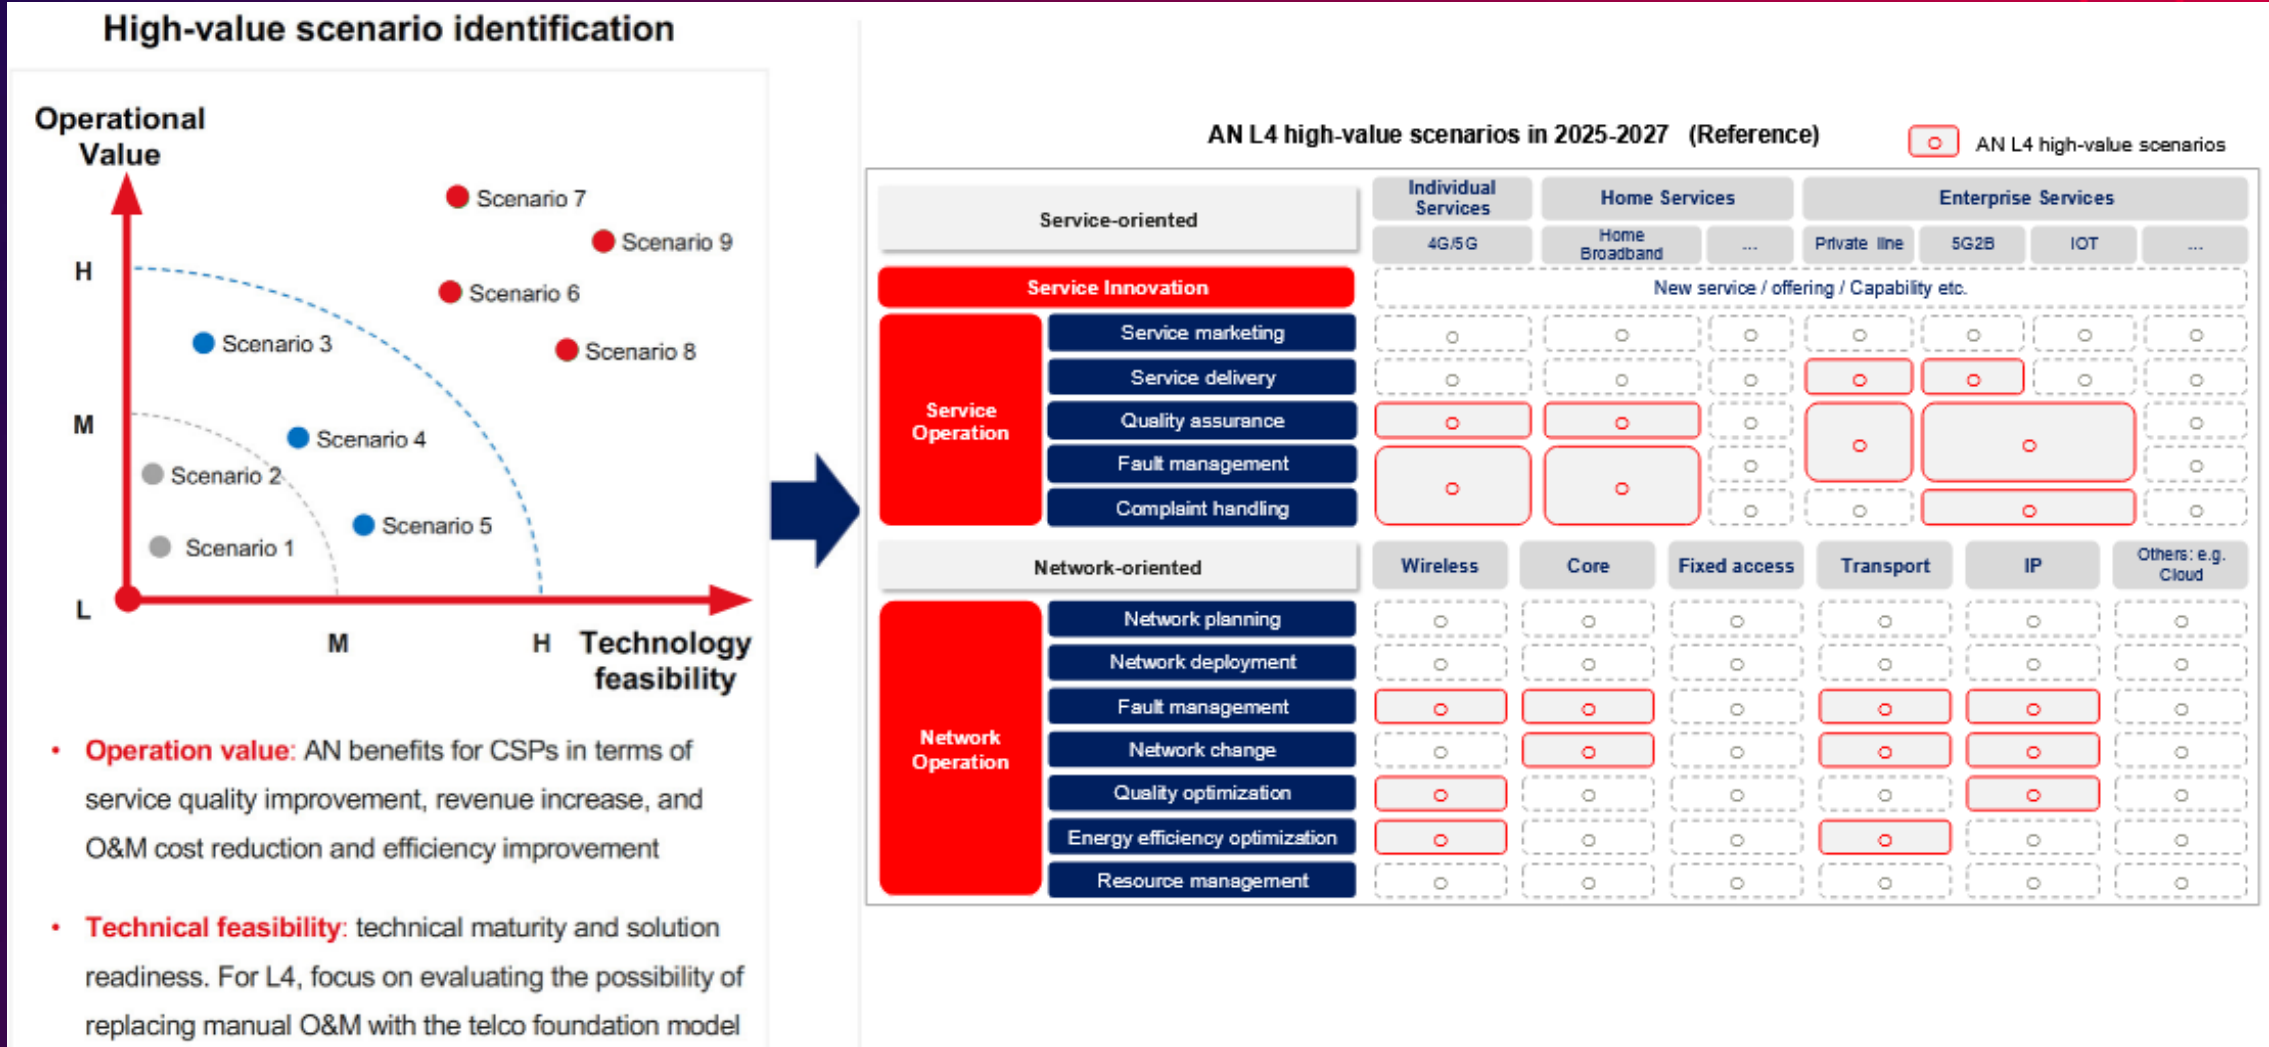 High-value scenario identification
Operational
Value
H
M
L
Scenario 7
Scenario 9
Scenario 6
Scenario 8
Scenario 3
Scenario 4
Scenario 2
Scenario 5
Scenario 1
M
H
Technology
feasibility
• Operation value: AN benefits for CSPs in terms of
service quality improvement, revenue increase, and
O&M cost reduction and efficiency improvement
• Technical feasibility: technical maturity and solution
readiness. For L4, focus on evaluating the possibility of
replacing manual O&M with the telco foundation model
AN L4 high-value scenarios in 2025-2027 (Reference)
AN L4 high-value scenarios
Service-oriented
Individual
Services
Home Services
Enterprise Services
4G/5G
Home
Broadband
...
Private line
5G2B
IOT
...
Service Innovation
New service / offering / Capability etc.
Service
Operation
Service marketing
Service delivery
Quality assurance
Fault management
Complaint handling
Network-oriented
Wireless
Core
Fixed access
Transport
IP
Others: e.g.
Cloud
Network
Operation
Network planning
Network deployment
Fault management
Network change
Quality optimization
Energy efficiency optimization
Resource management